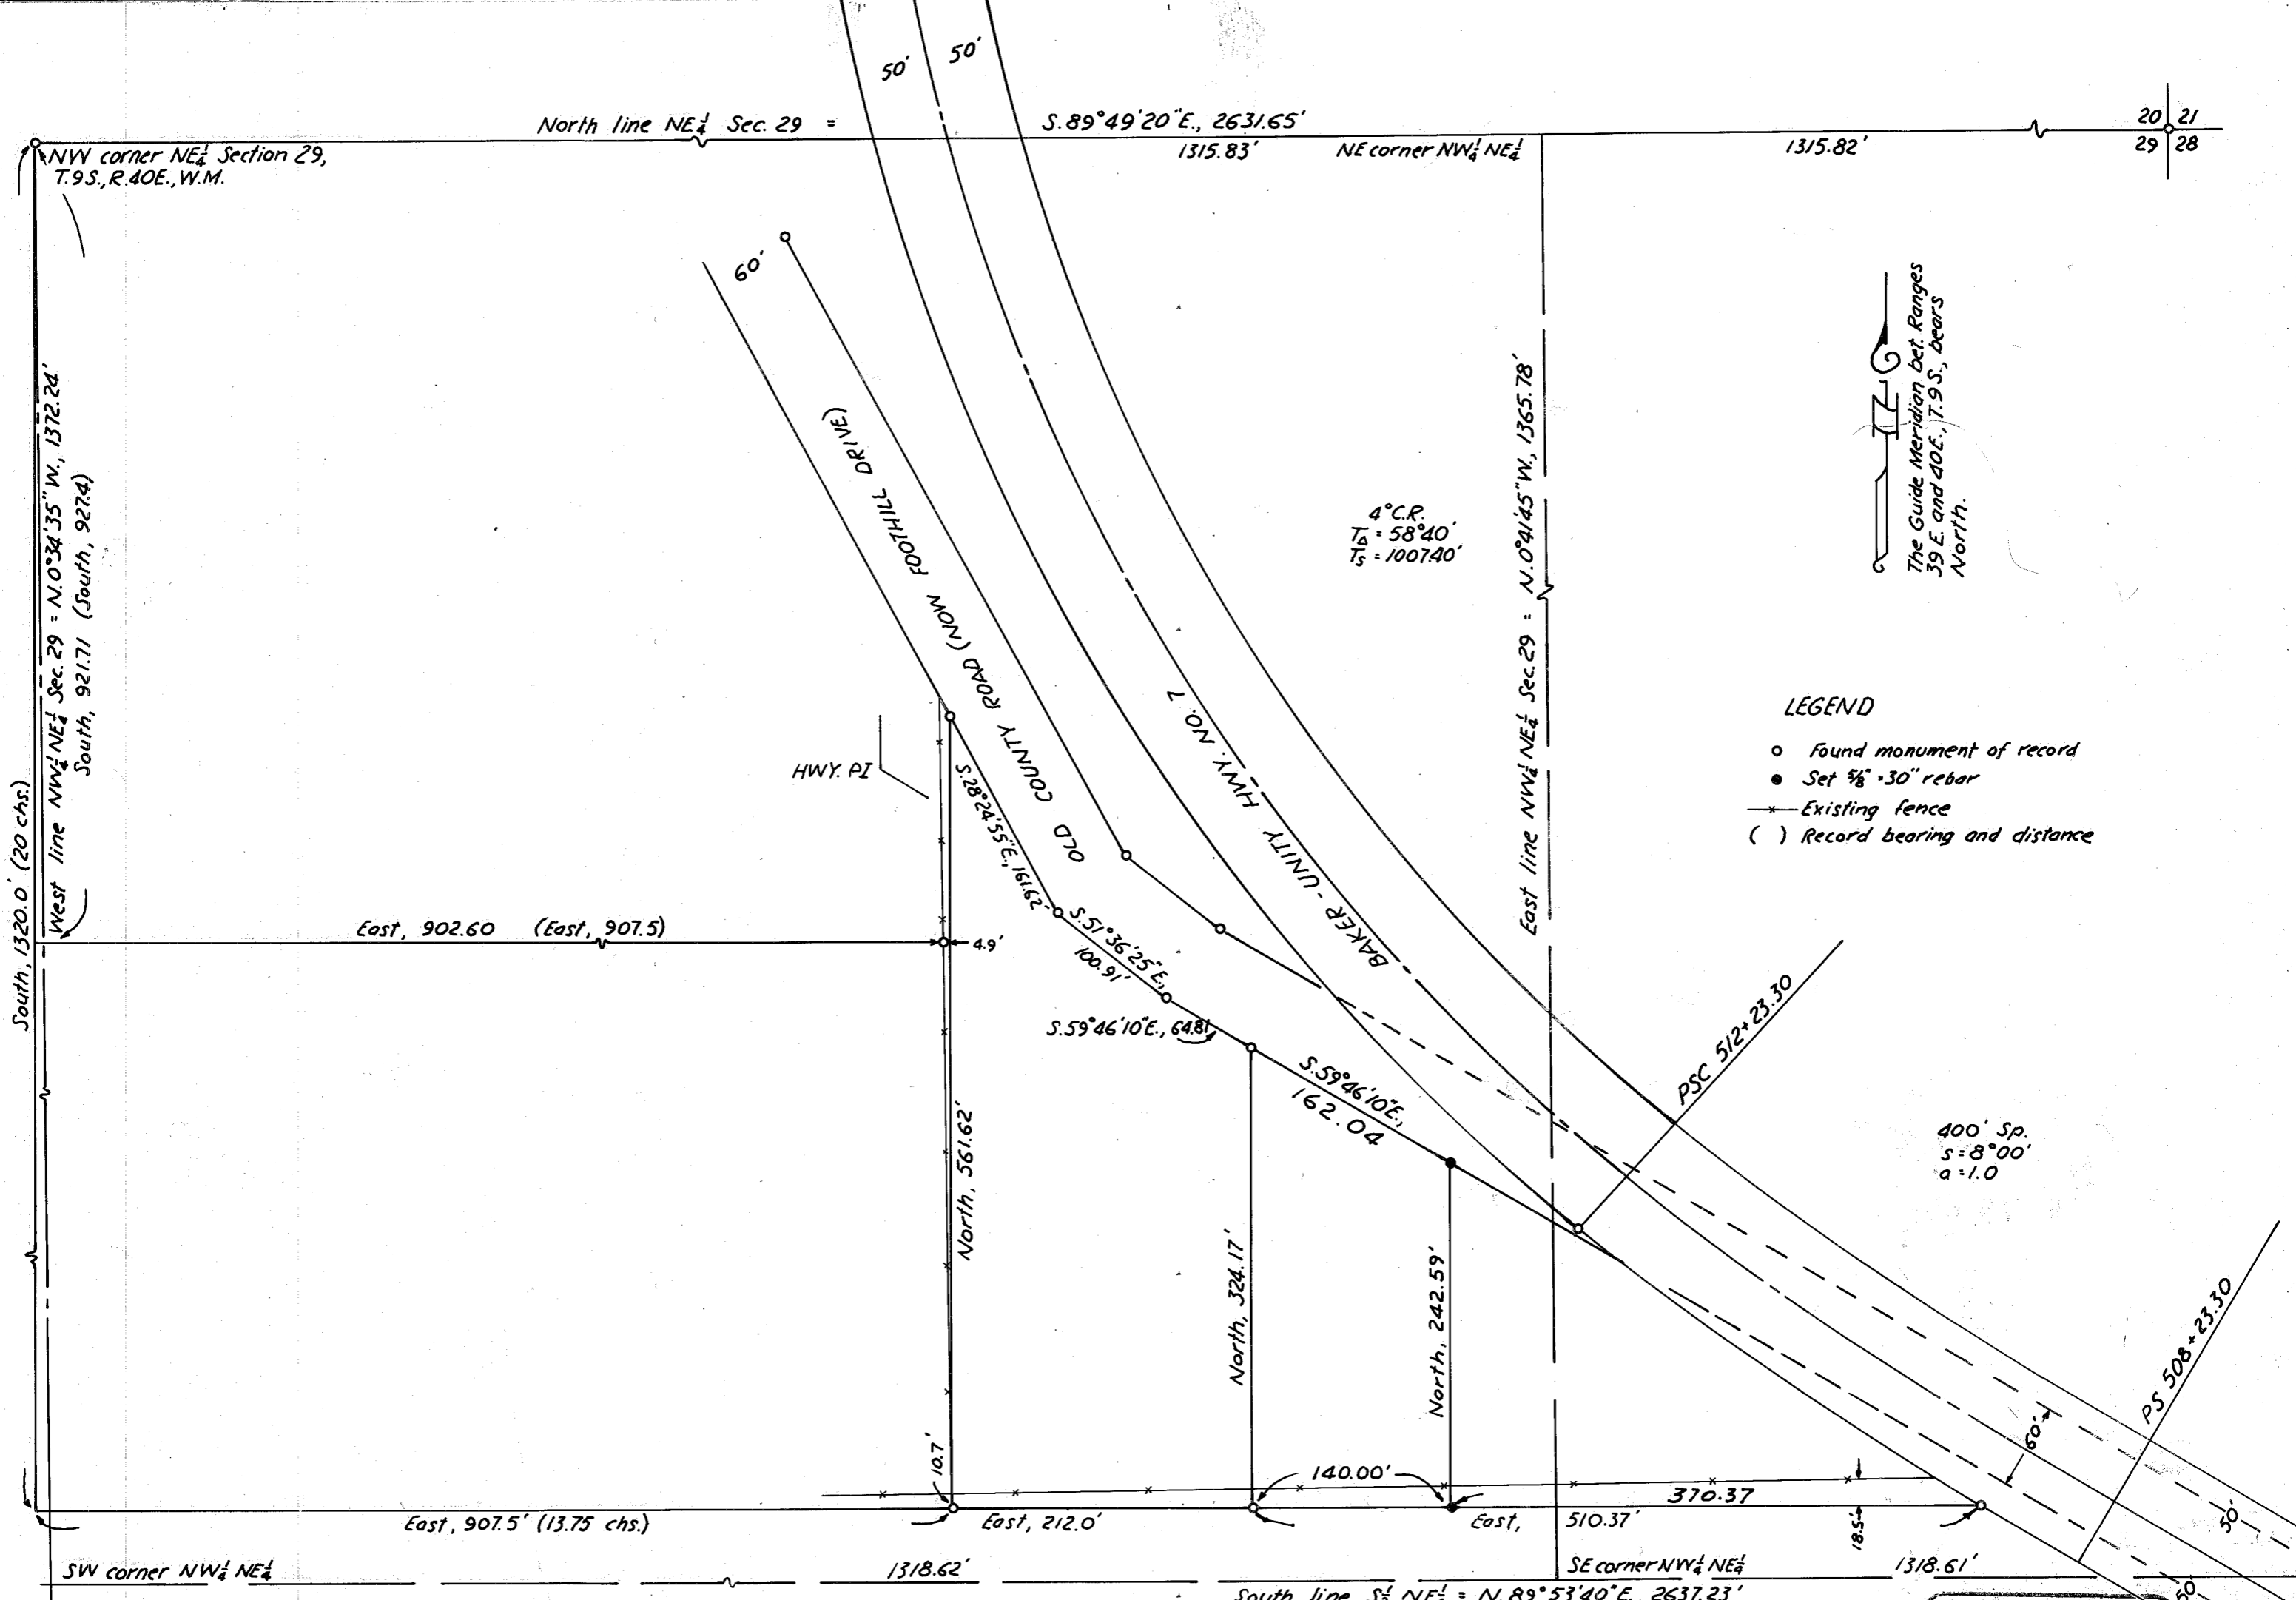 50'
50'
North line NE¼ Sec. 29 = S.89°49'20"E., 2631.65'
20 21
29 28
NW corner NE¼ Section 29,
T.9S., R.40E., W.M.
1315.83'
NE corner NW¼ NE¼
1315.82'
60'
West line NW¼ NE¼ Sec. 29 = N.0°34'35"W., 1372.24'
South, 921.71 (South, 927.4)
South, 1320.0' (20 chs.)
OLD COUNTY ROAD (NOW FOOTHILL DRIVE)
BAKER - UNITY HWY. NO. 7
4°C.R.
T∆ = 58°40'
Ts = 1007.40'
East line NW¼ NE¼ Sec. 29 = N.0°41'45"W., 1365.78'
The Guide Meridian bet. Ranges
39 E. and 40E., T.9S., bears
North.
LEGEND
Found monument of record
Set 5/8" × 30" rebar
Existing fence
( ) Record bearing and distance
HWY. PI
S.28°24'55"E., 161.62'
East, 902.60 (East, 907.5)
4.9'
S.51°36'25"E.,
100.91'
S.59°46'10"E., 64.81
S.59°46'10"E.,
162.04
PSC 512+23.30
400' Sp.
s = 8°00'
a = 1.0
North, 561.62'
North, 324.17'
North, 242.59'
PS 508+23.30
60'
10.7'
140.00'
370.37
18.5'
50'
East, 907.5' (13.75 chs.)
East, 212.0'
East, 510.37'
SW corner NW¼ NE¼
1318.62'
SE corner NW¼ NE¼
1318.61'
South line S½ NE¼ = N.89°53'40"E., 2637.23'
50'